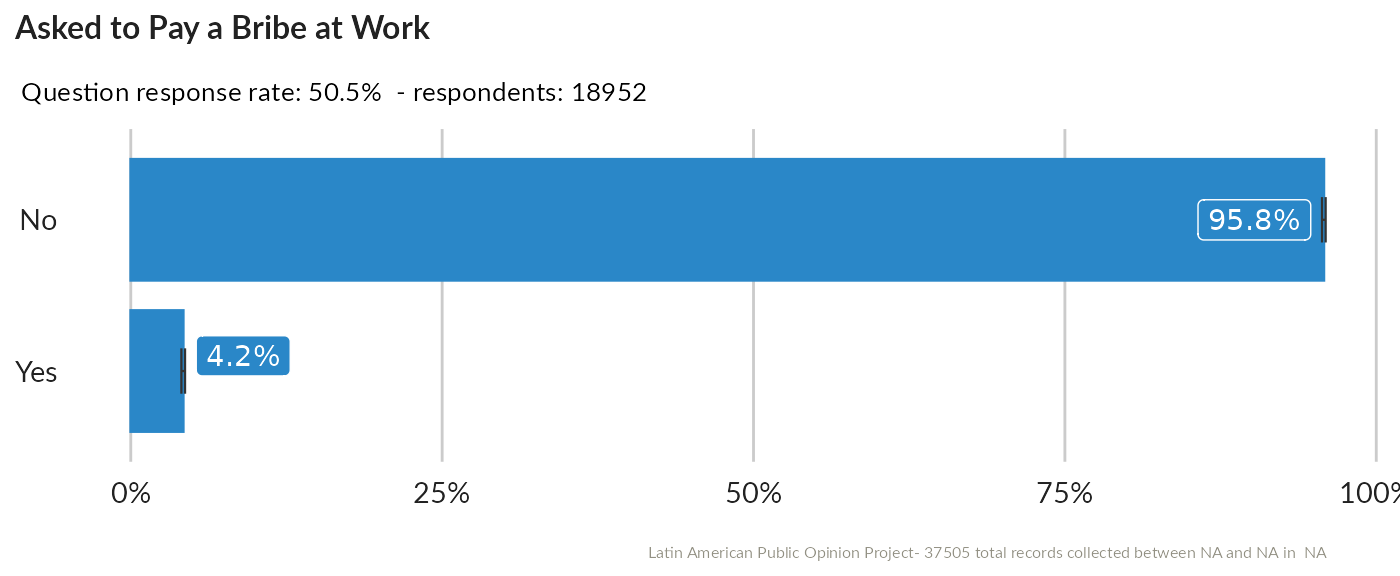 Asked to Pay a Bribe at Work
Question response rate: 50.5% - respondents: 18952
No
95.8%
Yes
4.2%
0% 25% 50% 75% 100%
Latin American Public Opinion Project- 37505 total records collected between NA and NA in NA